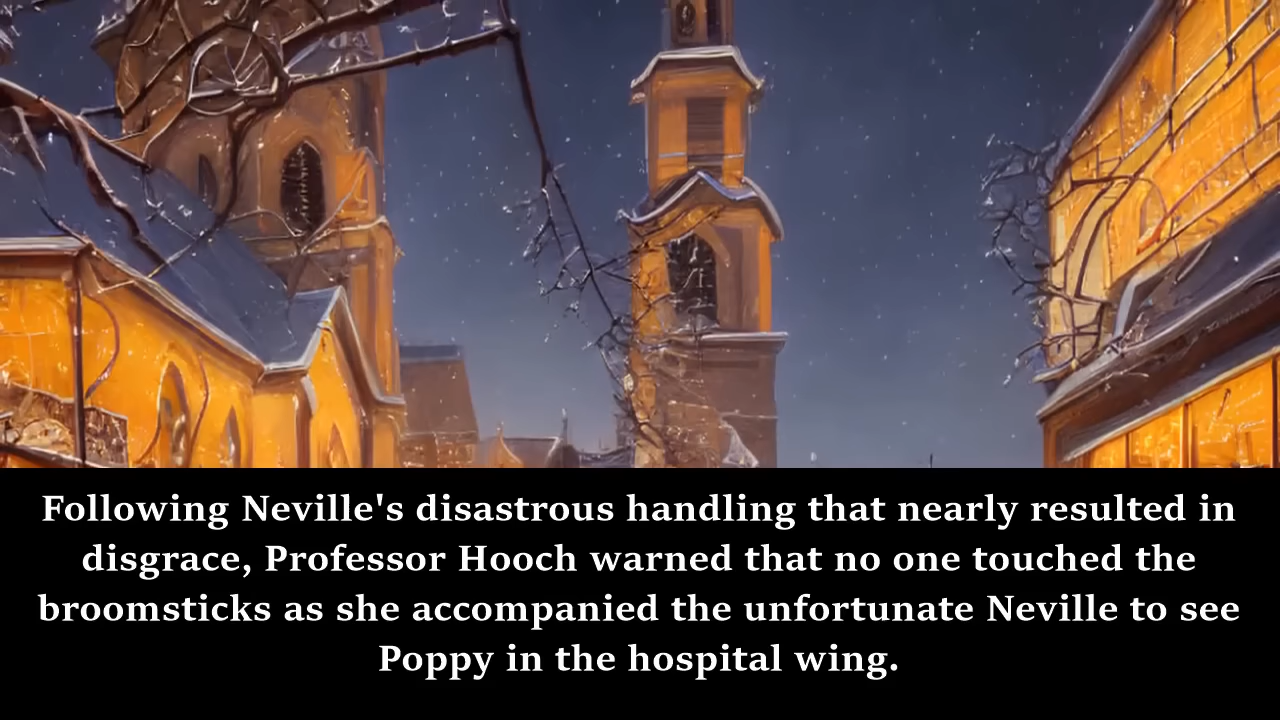 Following Neville's disastrous handling that nearly resulted in
disgrace, Professor Hooch warned that no one touched the
broomsticks as she accompanied the unfortunate Neville to see
Poppy in the hospital wing.